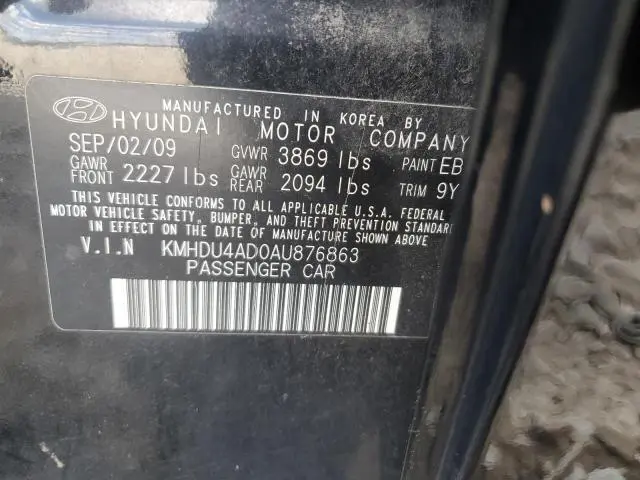 MANUFACTURED IN KOREA BY
HYUNDAI MOTOR COMPANY
SEP/02/09 GVWR 3869 lbs PAINT EB
GAWR FRONT 2227 lbs GAWR REAR 2094 lbs TRIM 9Y
THIS VEHICLE CONFORMS TO ALL APPLICABLE U.S.A. FEDERAL
MOTOR VEHICLE SAFETY, BUMPER, AND THEFT PREVENTION STANDAR
IN EFFECT ON THE DATE OF MANUFACTURE SHOWN ABOVE
V.I.N KMHDU4AD0AU876863
PASSENGER CAR